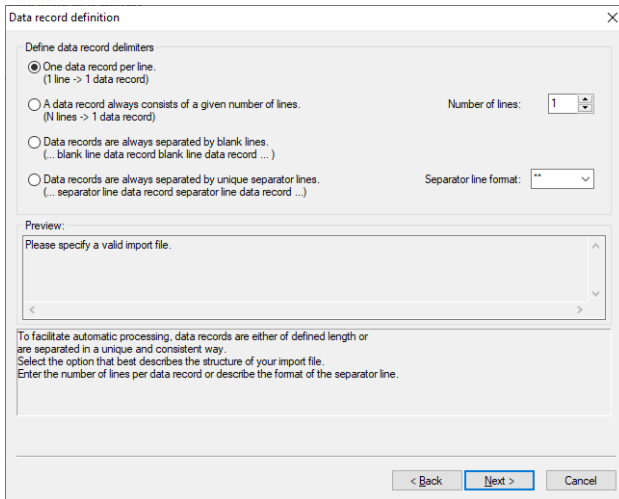 Data record definition
Define data record delimiters
One data record per line.
(1 line -> 1 data record)
A data record always consists of a given number of lines.
(N lines -> 1 data record)
Number of lines:
1
Data records are always separated by blank lines.
(... blank line data record blank line data record ... )
Data records are always separated by unique separator lines.
(... separator line data record separator line data record ...)
Separator line format:
**
Preview:
Please specify a valid import file.
To facilitate automatic processing, data records are either of defined length or
are separated in a unique and consistent way.
Select the option that best describes the structure of your import file.
Enter the number of lines per data record or describe the format of the separator line.
< Back
Next >
Cancel